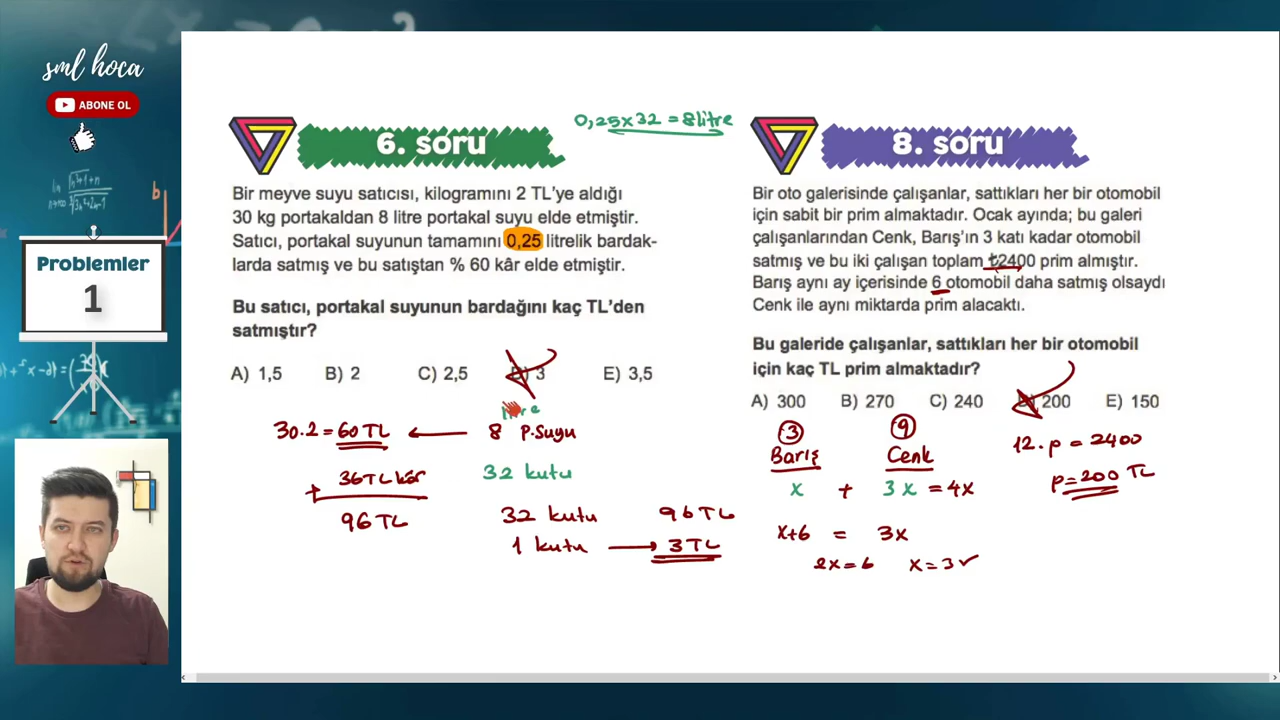 sml hoca
ABONE OL
Problemler
1
6. soru
0,25x32 = 8 litre
Bir meyve suyu satıcısı, kilogramını 2 TL'ye aldığı
30 kg portakaldan 8 litre portakal suyu elde etmiştir.
Satıcı, portakal suyunun tamamını 0,25 litrelik bardak-
larda satmış ve bu satıştan % 60 kâr elde etmiştir.
Bu satıcı, portakal suyunun bardağını kaç TL'den
satmıştır?
A) 1,5 B) 2 C) 2,5 D) 3 E) 3,5
litre
30.2 = 60 TL 8 P.Suyu
+ 36 TL kâr 32 kutu
96 TL
32 kutu 96 TL
1 kutu 3 TL
8. soru
Bir oto galerisinde çalışanlar, sattıkları her bir otomobil
için sabit bir prim almaktadır. Ocak ayında; bu galeri
çalışanlarından Cenk, Barış'ın 3 katı kadar otomobil
satmış ve bu iki çalışan toplam ₺2400 prim almıştır.
Barış aynı ay içerisinde 6 otomobil daha satmış olsaydı
Cenk ile aynı miktarda prim alacaktı.
Bu galeride çalışanlar, sattıkları her bir otomobil
için kaç TL prim almaktadır?
A) 300 B) 270 C) 240 D) 200 E) 150
3 9
Barış Cenk
x + 3x = 4x
x+6 = 3x
2x = 6 x = 3
12.p = 2400
p = 200 TL